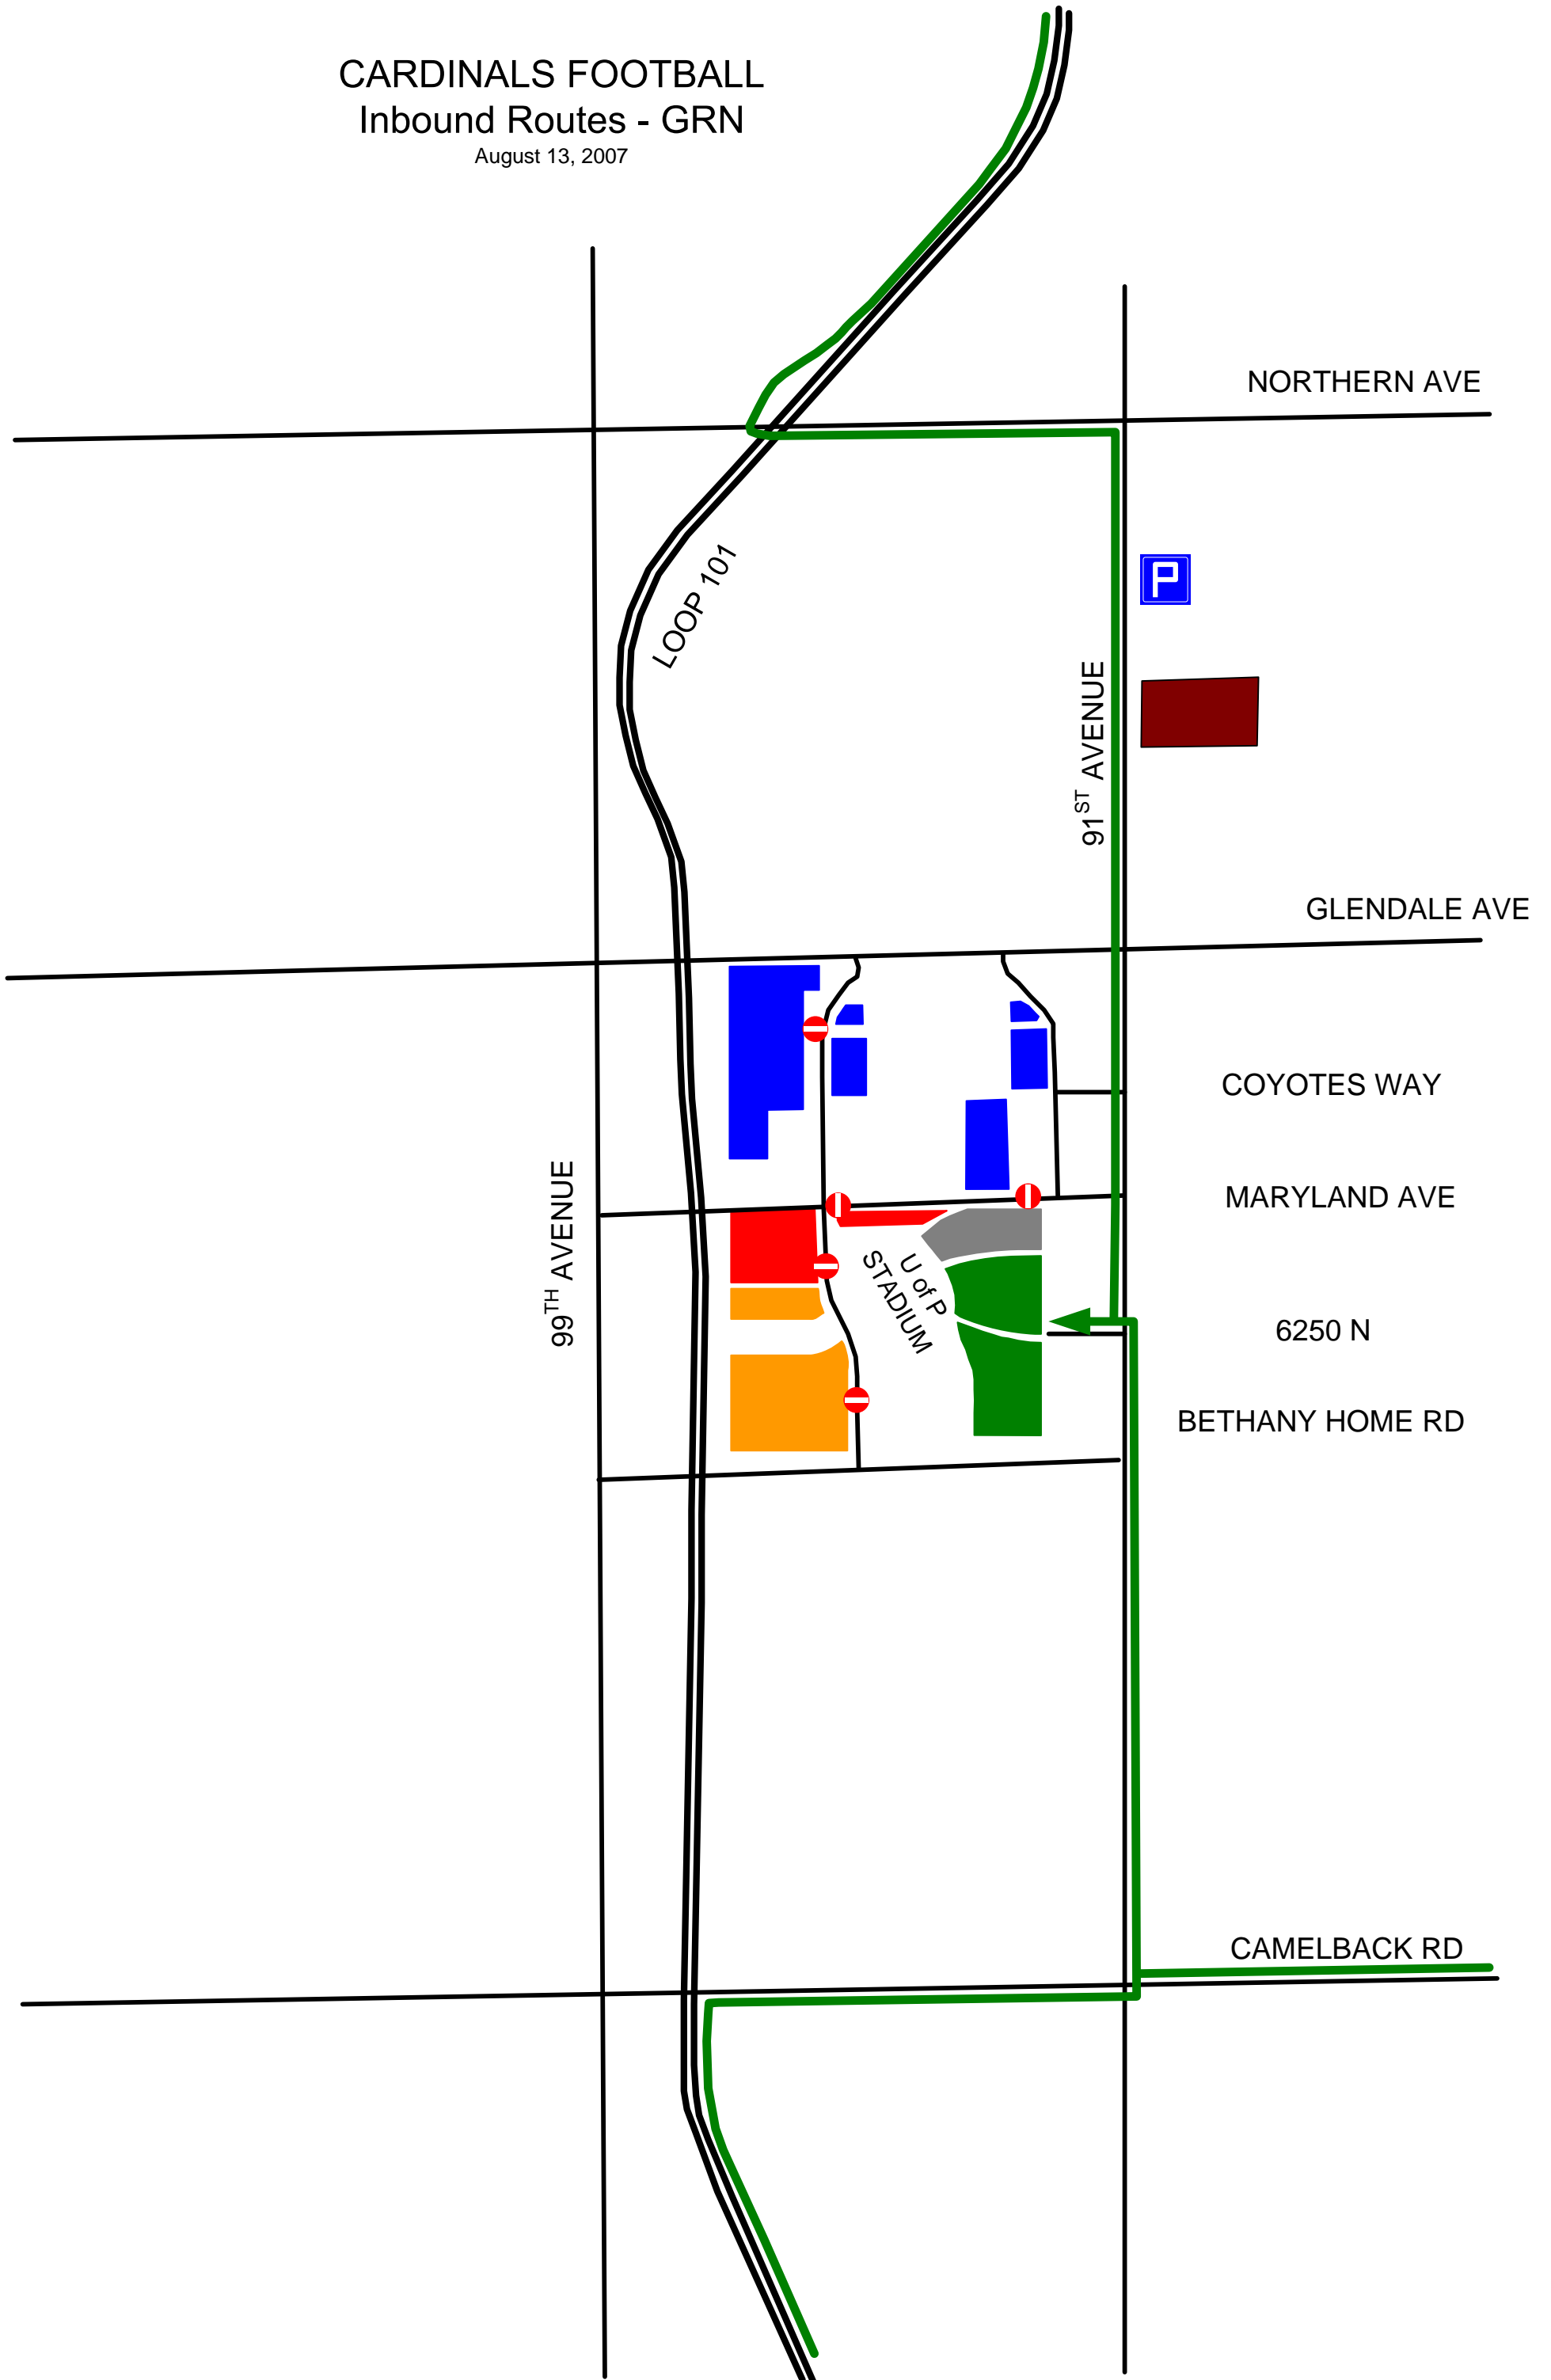 CARDINALS FOOTBALL
Inbound Routes - GRN
August 13, 2007
NORTHERN AVE
P
LOOP 101
91ST AVENUE
GLENDALE AVE
COYOTES WAY
MARYLAND AVE
99TH AVENUE
U of P
STADIUM
6250 N
BETHANY HOME RD
CAMELBACK RD